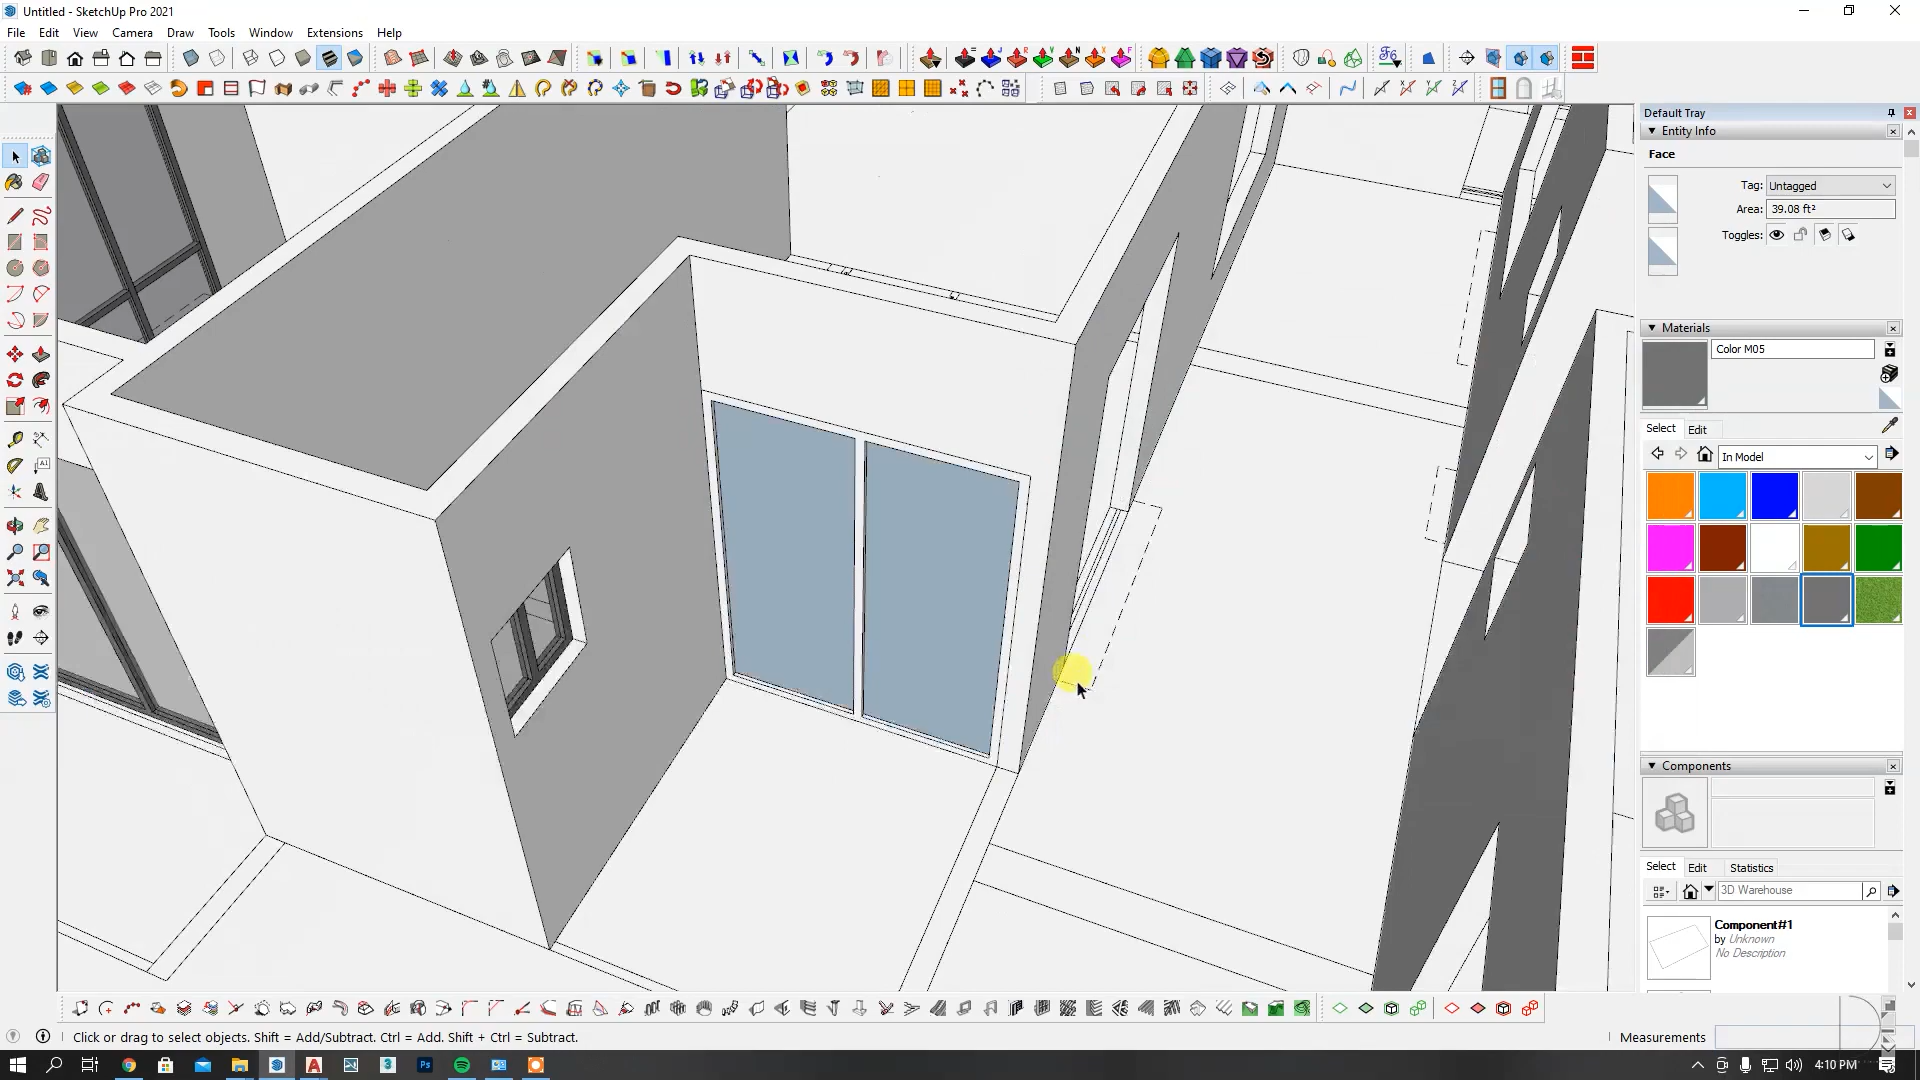 Untitled - SketchUp Pro 2021
File Edit View Camera Draw Tools Window Extensions Help
Default Tray
Entity Info
Face
Tag: Untagged
Area: 39.08 ft²
Toggles:
Materials
Color M05
Select Edit
In Model
Components
Select Edit Statistics
3D Warehouse
Component#1
by Unknown
No Description
Click or drag to select objects. Shift = Add/Subtract. Ctrl = Add. Shift + Ctrl = Subtract.
Measurements
4:10 PM